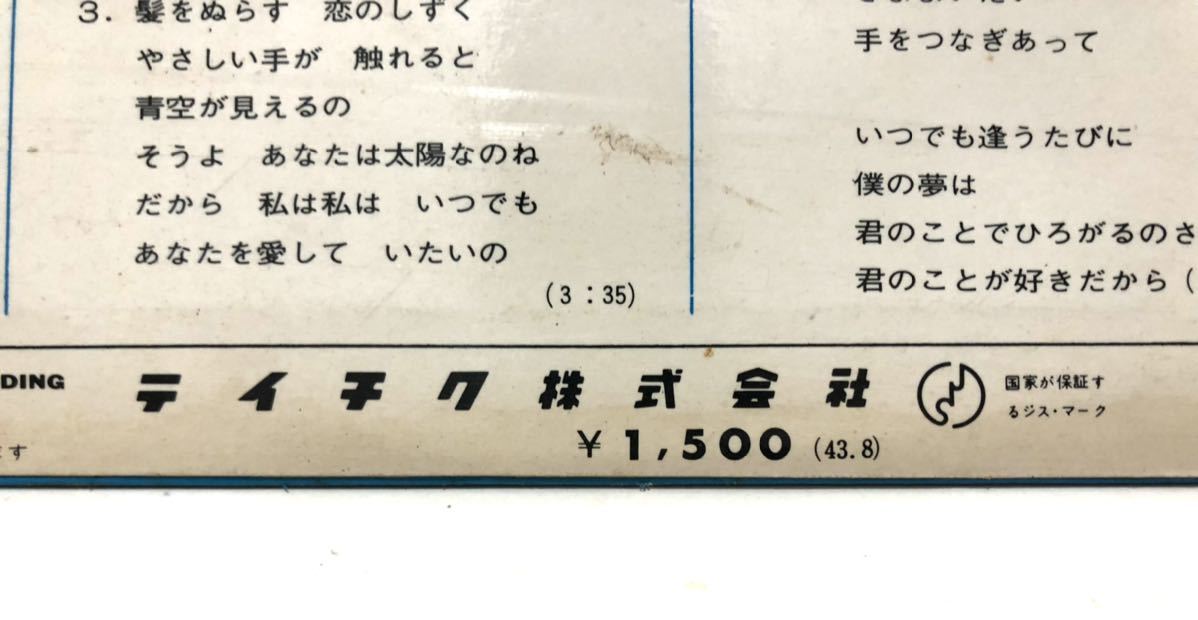 3. 髪をぬらす　恋のしずく
やさしい手が　触れると
青空が見えるの
そうよ　あなたは太陽なのね
だから　私は私は　いつでも
あなたを愛して　いたいの
(3：35)
手をつなぎあって
いつでも逢うたびに
僕の夢は
君のことでひろがるのさ
君のことが好きだから (
DING
テイチク株式会社
国家が保証す
るジス・マーク
ます
¥1,500 (43.8)